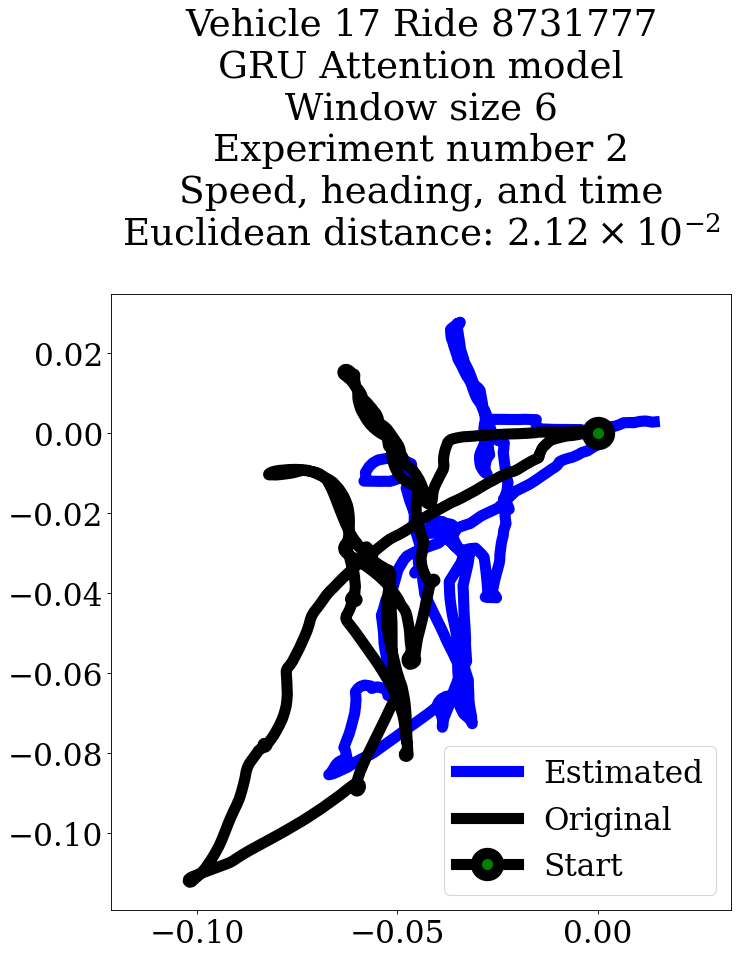 Vehicle 17 Ride 8731777
GRU Attention model
Window size 6
Experiment number 2
Speed, heading, and time
Euclidean distance: 2.12 × 10⁻²
0.02
0.00
−0.02
−0.04
−0.06
−0.08
−0.10
Estimated
Original
Start
−0.10
−0.05
0.00